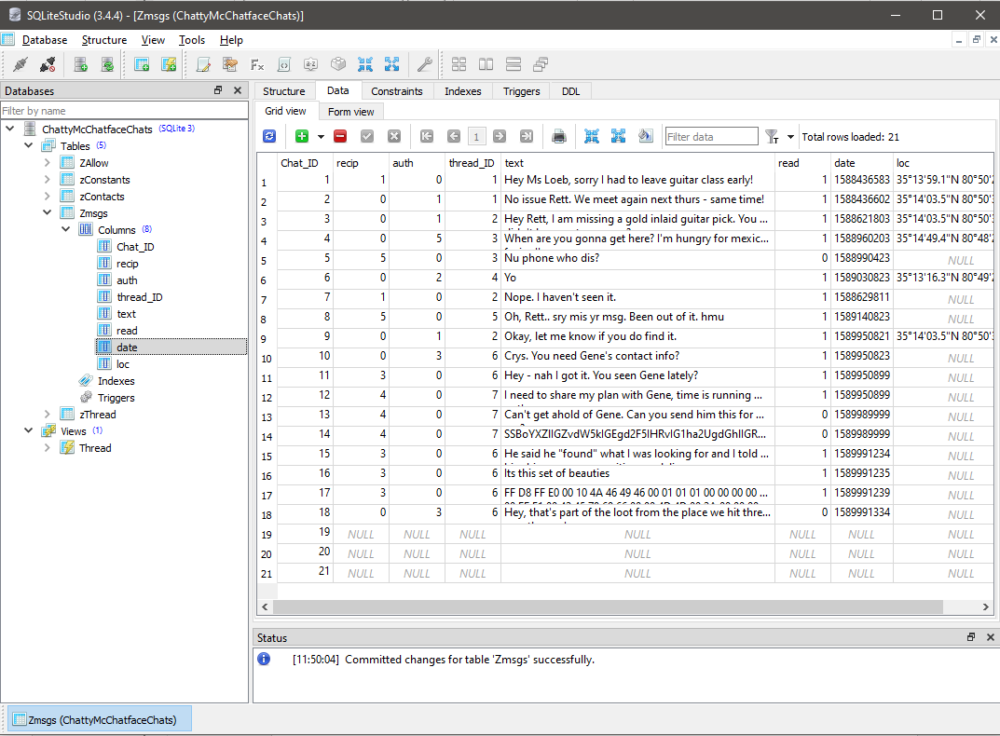 SQLiteStudio (3.4.4) - [Zmsgs (ChattyMcChatfaceChats)]
Database Structure View Tools Help
Databases
Filter by name
ChattyMcChatfaceChats (SQLite 3)
Tables (5)
ZAllow
zConstants
zContacts
Zmsgs
Columns (8)
Chat_ID
recip
auth
thread_ID
text
read
date
loc
Indexes
Triggers
zThread
Views (1)
Thread
Structure Data Constraints Indexes Triggers DDL
Grid view Form view
1 Filter data Total rows loaded: 21
Chat_ID recip auth thread_ID text read date loc
1 1 1 0 1 Hey Ms Loeb, sorry I had to leave guitar class early! 1 1588436583 35°13'59.1"N 80°50'
2 2 0 1 1 No issue Rett. We meet again next thurs - same time! 1 1588436602 35°14'03.5"N 80°50'
3 3 0 1 2 Hey Rett, I am missing a gold inlaid guitar pick. You ... 1 1588621803 35°14'03.5"N 80°50'
4 4 0 5 3 When are you gonna get here? I'm hungry for mexic... 1 1588960203 35°14'49.4"N 80°48'
5 5 5 0 3 Nu phone who dis? 0 1588990423 NULL
6 6 0 2 4 Yo 1 1589030823 35°13'16.3"N 80°49'
7 7 1 0 2 Nope. I haven't seen it. 1 1588629811 NULL
8 8 5 0 5 Oh, Rett.. sry mis yr msg. Been out of it. hmu 1 1589140823 NULL
9 9 0 1 2 Okay, let me know if you do find it. 1 1589950821 35°14'03.5"N 80°50'
10 10 0 3 6 Crys. You need Gene's contact info? 1 1589950823 NULL
11 11 3 0 6 Hey - nah I got it. You seen Gene lately? 1 1589950899 NULL
12 12 4 0 7 I need to share my plan with Gene, time is running ... 1 1589950899 NULL
13 13 4 0 7 Can't get ahold of Gene. Can you send him this for ... 0 1589989999 NULL
14 14 4 0 7 0 1589989999 NULL
15 15 3 0 6 He said he "found" what I was looking for and I told ... 1 1589991234 NULL
16 16 3 0 6 Its this set of beauties 1 1589991235 NULL
17 17 3 0 6 FF D8 FF E0 00 10 4A 46 49 46 00 01 01 01 00 00 00 00 ... 1 1589991239 NULL
18 18 0 3 6 Hey, that's part of the loot from the place we hit thre... 0 1589991334 NULL
19 19 NULL NULL NULL NULL NULL NULL NULL
20 20 NULL NULL NULL NULL NULL NULL NULL
21 21 NULL NULL NULL NULL NULL NULL NULL
Status
[11:50:04] Committed changes for table 'Zmsgs' successfully.
Zmsgs (ChattyMcChatfaceChats)